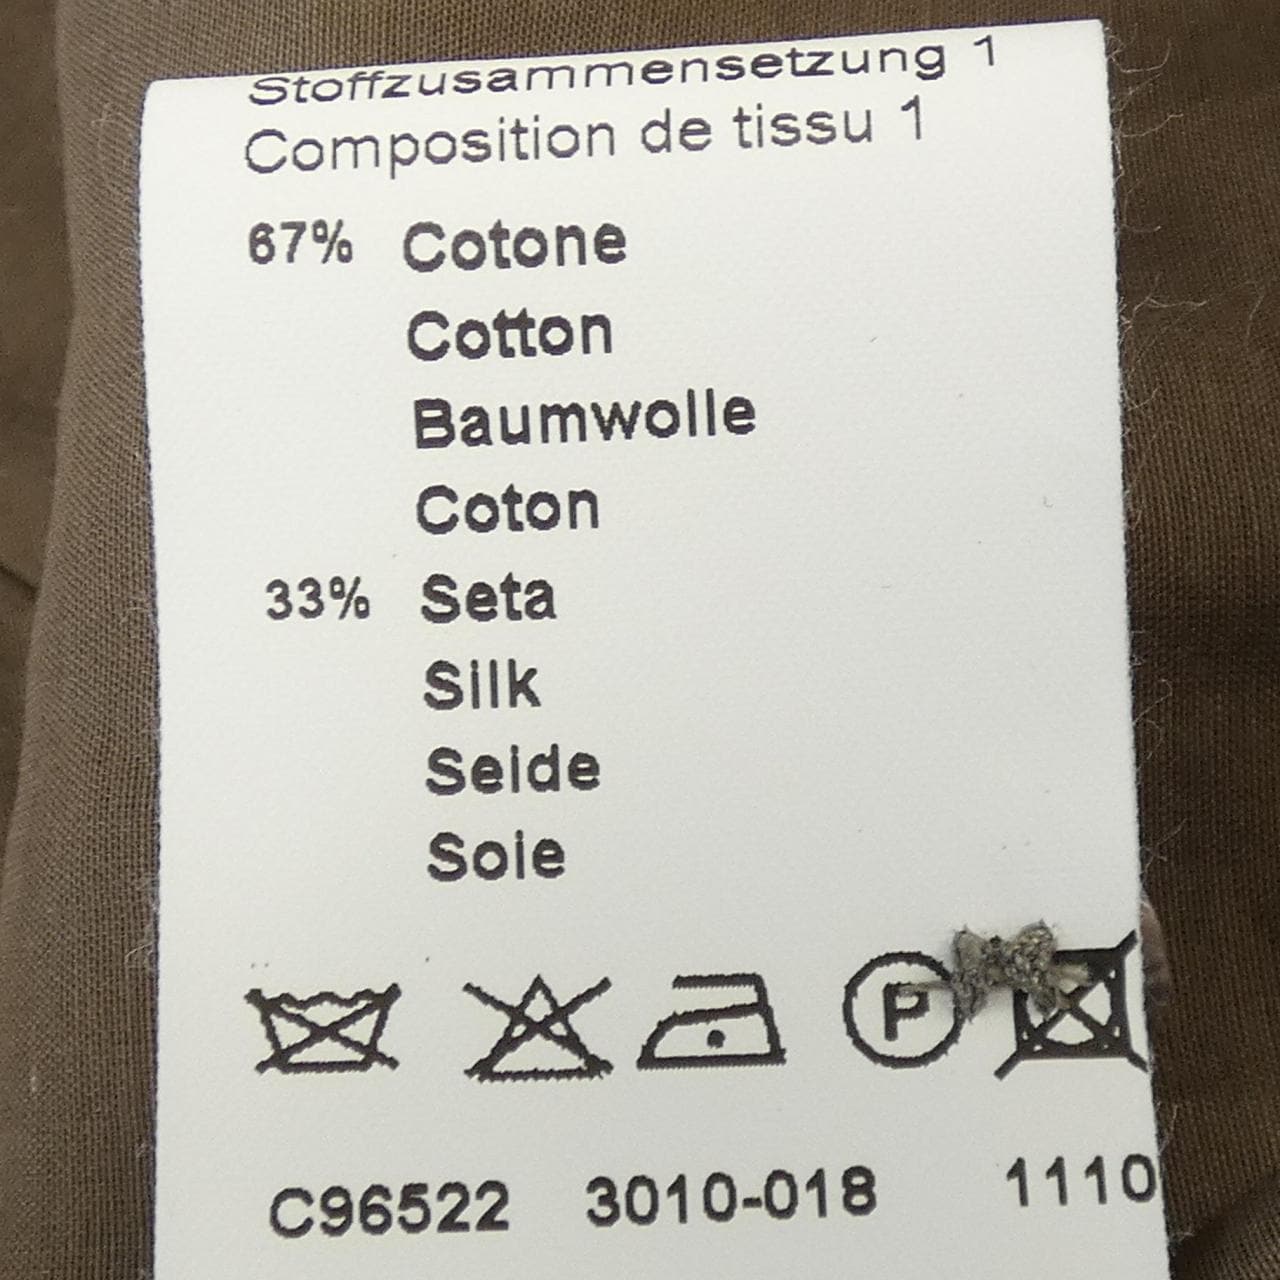 Stoffzusammensetzung 1
Composition de tissu 1
67% Cotone
Cotton
Baumwolle
Coton
33% Seta
Silk
Seide
Soie
P
C96522 3010-018 1110